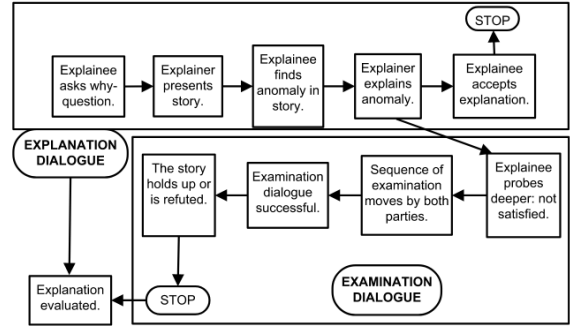 STOP
Explainee
asks why-
question.
Explainer
presents
story.
Explainee
finds
anomaly in
story.
Explainer
explains
anomaly.
Explainee
accepts
explanation.
EXPLANATION
DIALOGUE
The story
holds up or
is refuted.
Examination
dialogue
successful.
Sequence of
examination
moves by both
parties.
Explainee
probes
deeper: not
satisfied.
Explanation
evaluated.
STOP
EXAMINATION
DIALOGUE